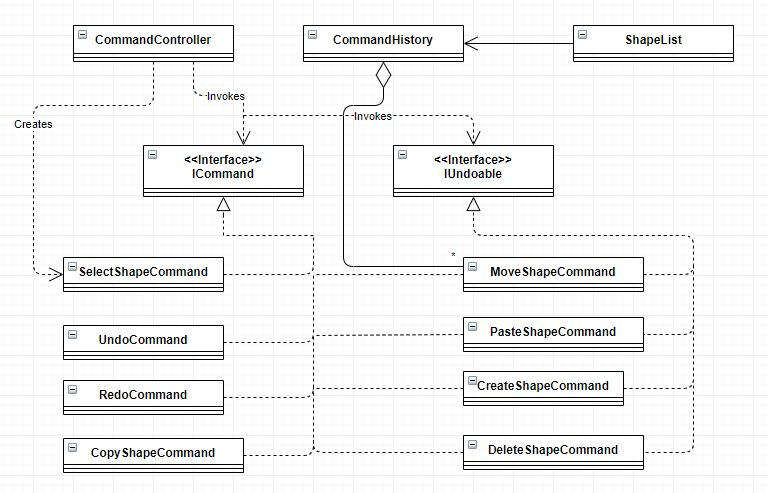 CommandController
CommandHistory
ShapeList
Invokes
Invokes
Creates
<<Interface>>
ICommand
<<Interface>>
IUndoable
*
SelectShapeCommand
MoveShapeCommand
UndoCommand
PasteShapeCommand
RedoCommand
CreateShapeCommand
CopyShapeCommand
DeleteShapeCommand